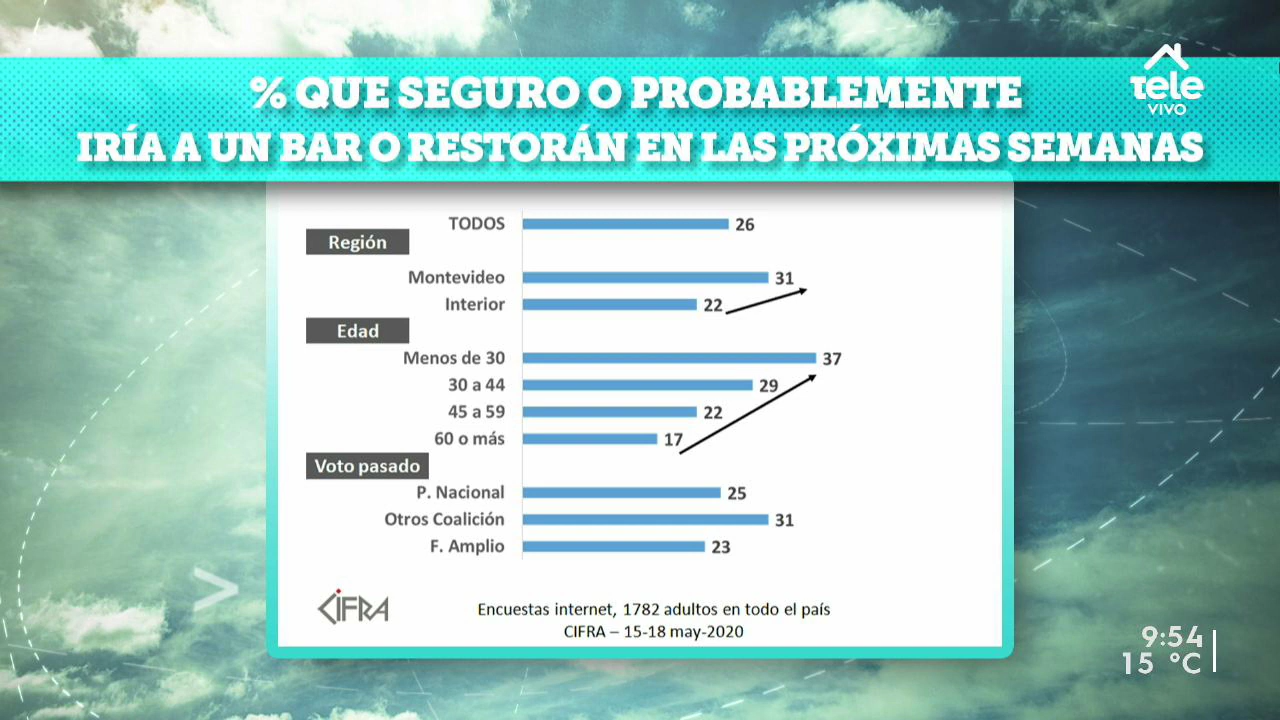 % QUE SEGURO O PROBABLEMENTE
IRÍA A UN BAR O RESTORÁN EN LAS PRÓXIMAS SEMANAS
tele
VIVO
TODOS 26
Región
Montevideo 31
Interior 22
Edad
Menos de 30 37
30 a 44 29
45 a 59 22
60 o más 17
Voto pasado
P. Nacional 25
Otros Coalición 31
F. Amplio 23
CIFRA
Encuestas internet, 1782 adultos en todo el país
CIFRA – 15-18 may-2020
9:54
15 °C